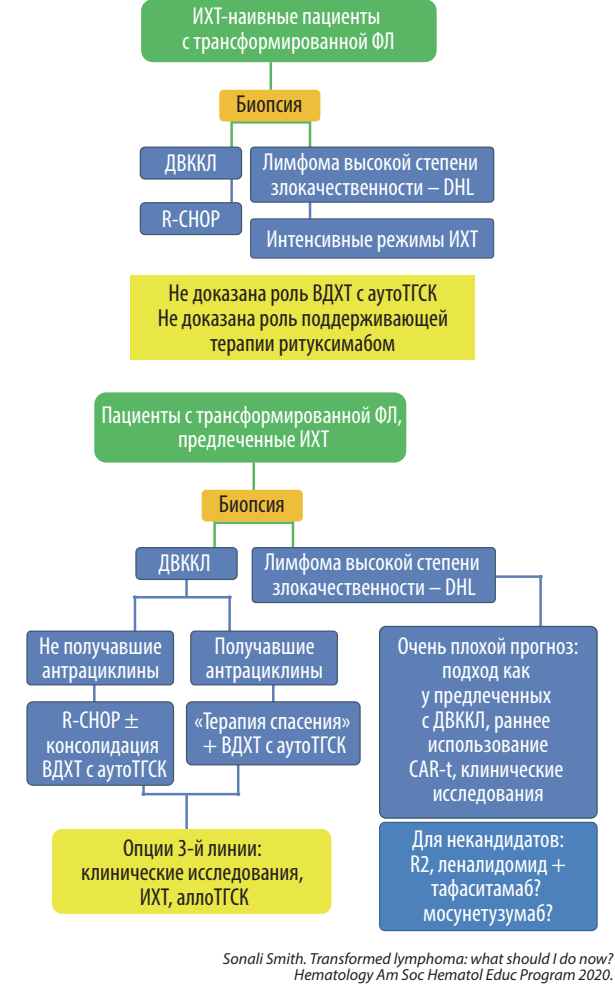 ИХТ-наивные пациенты
с трансформированной ФЛ
Биопсия
ДВККЛ
R-CHOP
Лимфома высокой степени
злокачественности – DHL
Интенсивные режимы ИХТ
Не доказана роль ВДХТ с аутоТГСК
Не доказана роль поддерживающей
терапии ритуксимабом
Пациенты с трансформированной ФЛ,
предлеченные ИХТ
Биопсия
ДВККЛ
Лимфома высокой степени
злокачественности – DHL
Не получавшие
антрациклины
Получавшие
антрациклины
R-CHOP ±
консолидация
ВДХТ с аутоТГСК
«Терапия спасения»
+ ВДХТ с аутоТГСК
Очень плохой прогноз:
подход как
у предлеченных
с ДВККЛ, раннее
использование
CAR-t, клинические
исследования
Опции 3-й линии:
клинические исследования,
ИХТ, аллоТГСК
Для некандидатов:
R2, леналидомид +
тафаситамаб?
мосунетузумаб?
Sonali Smith. Transformed lymphoma: what should I do now?
Hematology Am Soc Hematol Educ Program 2020.